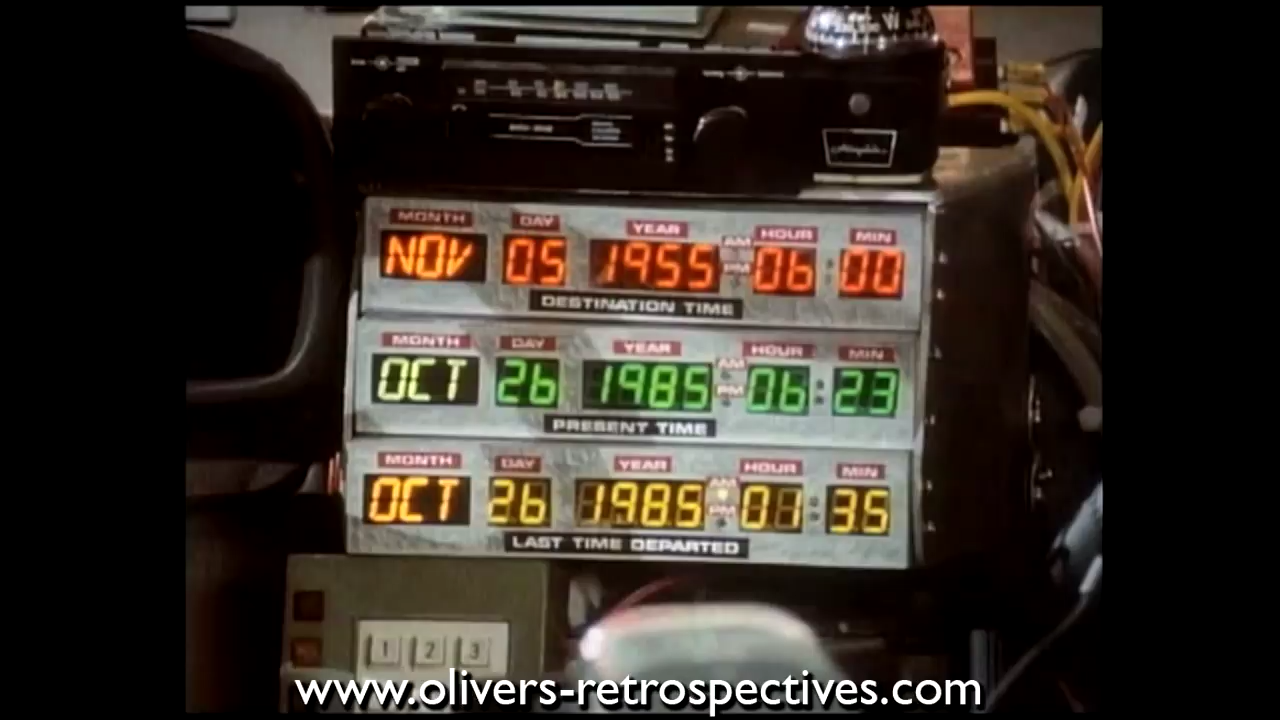 W
MONTH DAY YEAR AM HOUR MIN
NOV 05 1955 PM 06:00
DESTINATION TIME
MONTH DAY YEAR AM HOUR MIN
OCT 26 1985 PM 06:23
PRESENT TIME
MONTH DAY YEAR AM HOUR MIN
OCT 26 1985 PM 01:35
LAST TIME DEPARTED
1 2 3
www.olivers-retrospectives.com